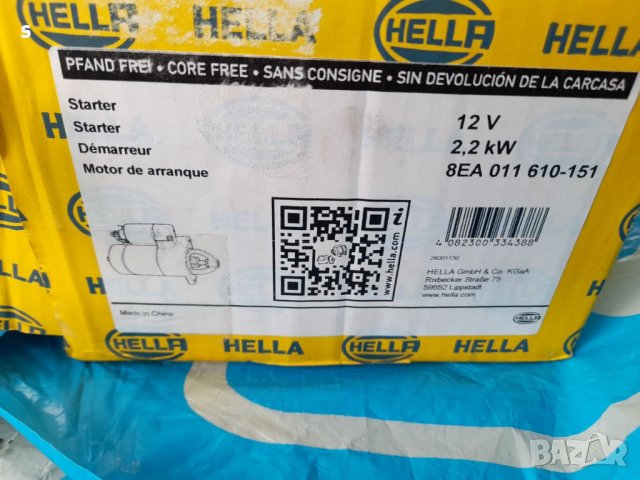 S
HELLA
HELLA
HELLA
HELLA
PFAND FREI • CORE FREE • SANS CONSIGNE • SIN DEVOLUCIÓN DE LA CARCASA
Starter
Starter
Démarreur
Motor de arranque
12 V
2,2 kW
8EA 011 610-151
i
www.hella.com
4 082300 334388
26001130
HELLA GmbH & Co. KGaA
Rixbecker Straße 75
59552 Lippstadt
www.hella.com
Made in China
HELLA
HELLA HELLA HELLA HELLA HELLA
BAZAR